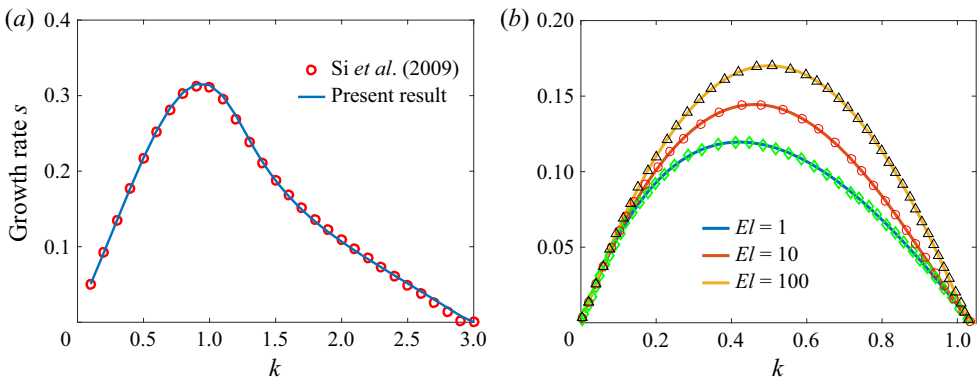 (a)
0.4
0.3
0.2
0.1
0
0.5
1.0
1.5
2.0
2.5
3.0
Growth rate s
k
Si et al. (2009)
Present result
(b)
0.20
0.15
0.10
0.05
0
0.2
0.4
0.6
0.8
1.0
k
El = 1
El = 10
El = 100